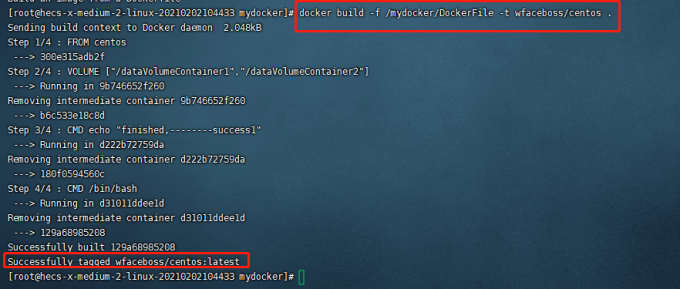 [root@hecs-x-medium-2-linux-20210202104433 mydocker]# docker build -f /mydocker/DockerFile -t wfaceboss/centos .
Sending build context to Docker daemon  2.048kB
Step 1/4 : FROM centos
 ---> 300e315adb2f
Step 2/4 : VOLUME ["/dataVolumeContainer1","/dataVolumeContainer2"]
 ---> Running in 9b746652f260
Removing intermediate container 9b746652f260
 ---> b6c533e18c8d
Step 3/4 : CMD echo "finished,--------success1"
 ---> Running in d222b72759da
Removing intermediate container d222b72759da
 ---> 180f0594560c
Step 4/4 : CMD /bin/bash
 ---> Running in d31011ddee1d
Removing intermediate container d31011ddee1d
 ---> 129a68985208
Successfully built 129a68985208
Successfully tagged wfaceboss/centos:latest
[root@hecs-x-medium-2-linux-20210202104433 mydocker]#